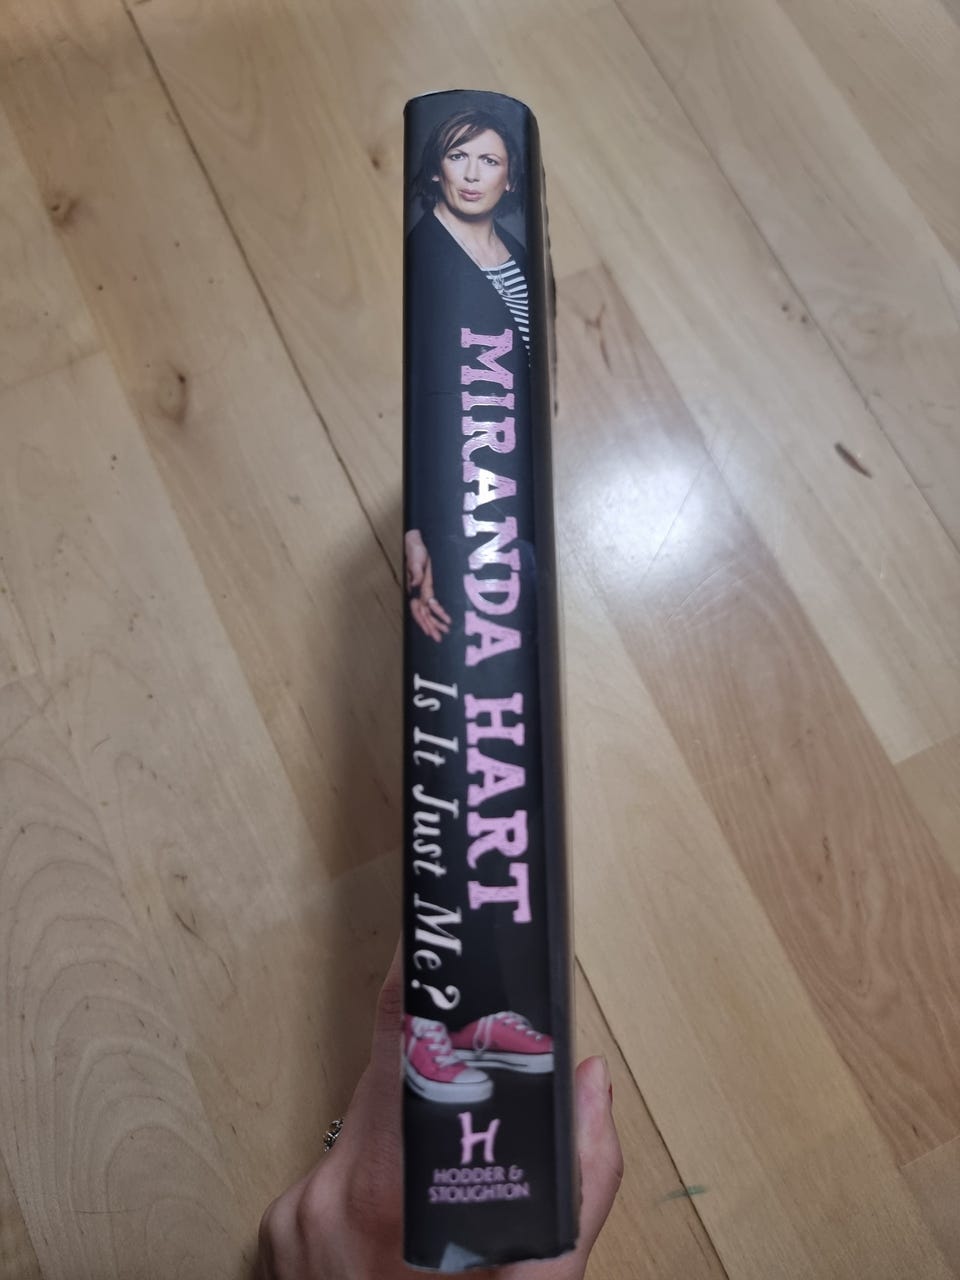 MIRANDA HART
Is It Just Me?
H
HODDER &
STOUGHTON